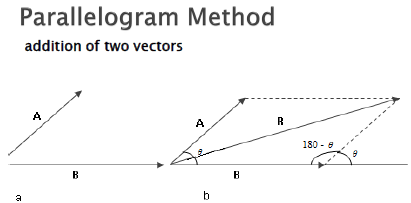 Parallelogram Method
addition of two vectors
A
B
a
A
θ
R
B
180 - θ
θ
b